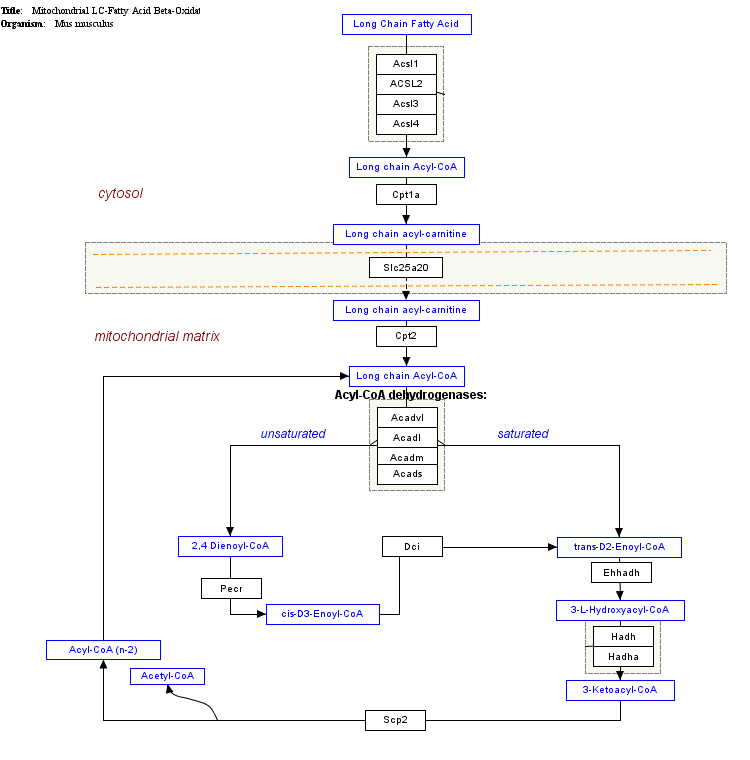 Title: Mitochondrial LC-Fatty Acid Beta-Oxidat
Organism: Mus musculus
Long Chain Fatty Acid
Acsl1
ACSL2
Acsl3
Acsl4
Long chain Acyl-CoA
cytosol
Cpt1a
Long chain acyl-carnitine
Slc25a20
Long chain acyl-carnitine
mitochondrial matrix
Cpt2
Long chain Acyl-CoA
Acyl-CoA dehydrogenases:
Acadvl
unsaturated
Acadl
saturated
Acadm
Acads
2,4 Dienoyl-CoA
Dci
trans-D2-Enoyl-CoA
Pecr
Ehhadh
cis-D3-Enoyl-CoA
3-L-Hydroxyacyl-CoA
Hadh
Acyl-CoA (n-2)
Hadha
Acetyl-CoA
3-Ketoacyl-CoA
Scp2